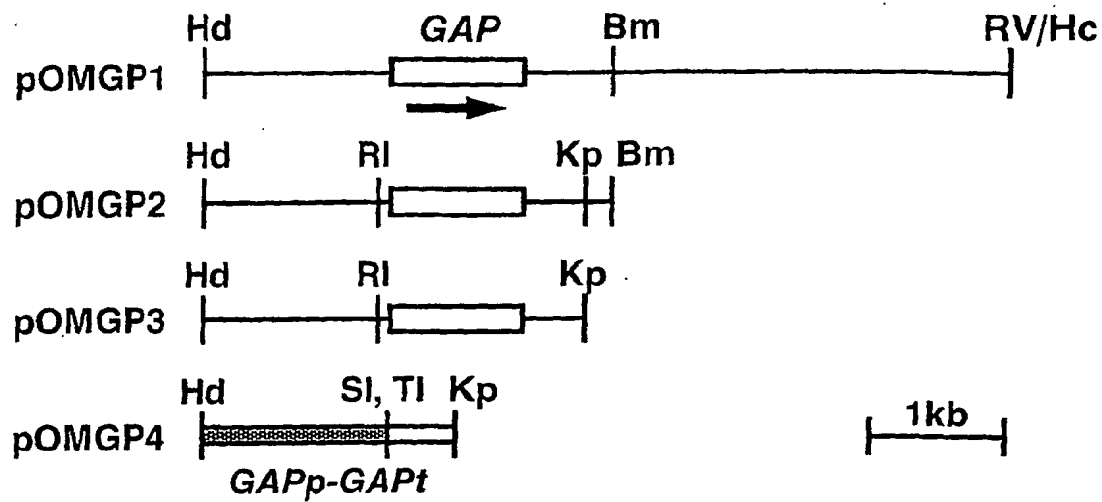 Hd GAP Bm RV/Hc
pOMGP1
Hd RI Kp Bm
pOMGP2
Hd RI Kp
pOMGP3
Hd SI, TI Kp
pOMGP4 1kb
GAPp-GAPt